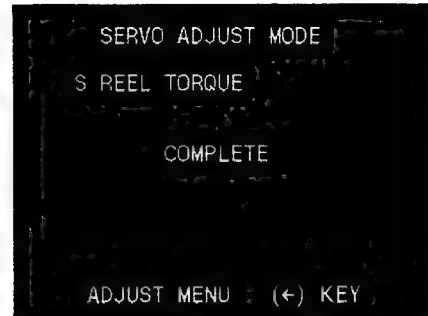 SERVO ADJUST MODE
S REEL TORQUE
COMPLETE
ADJUST MENU : (←) KEY